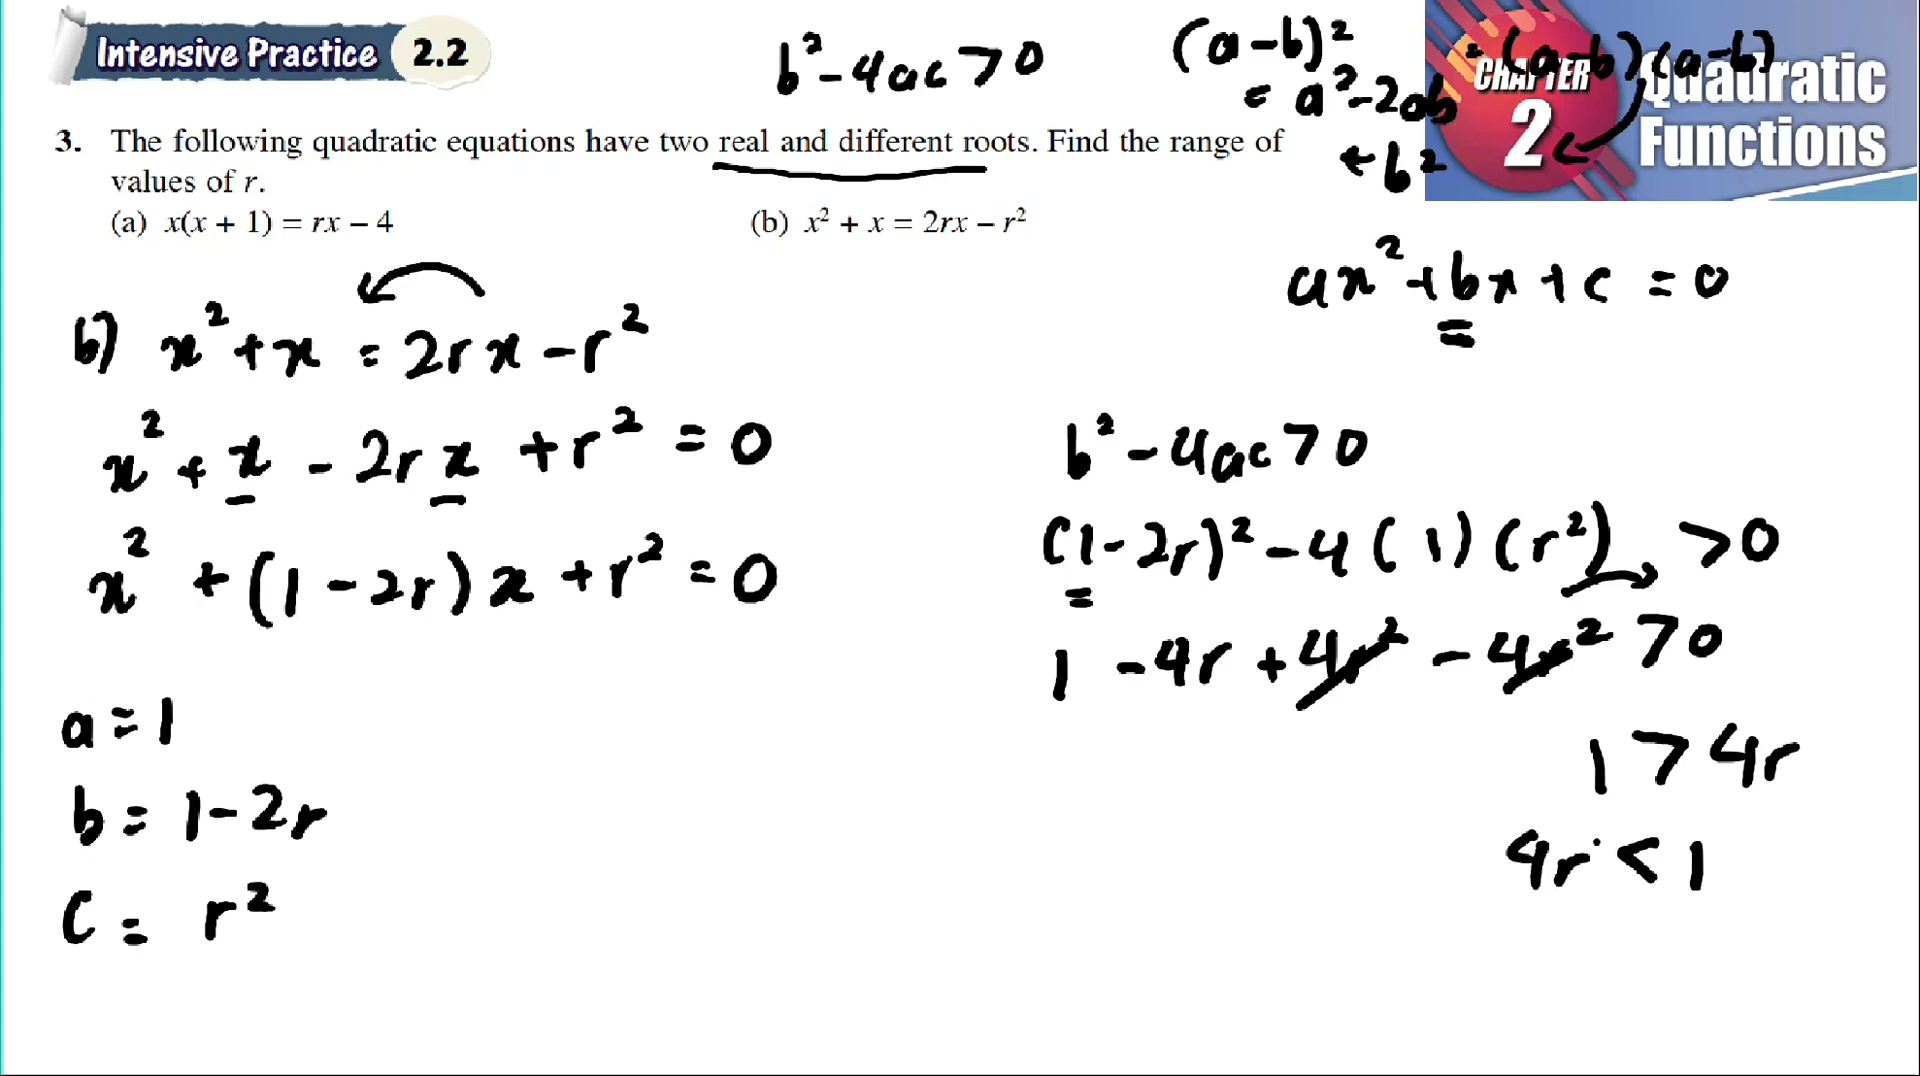 Intensive Practice 2.2
b² - 4ac > 0
(a-b)² = (a-b)(a-b)
= a² - 2ab
+ b²
CHAPTER 2
Quadratic Functions
3. The following quadratic equations have two real and different roots. Find the range of
values of r.
(a) x(x + 1) = rx – 4
(b) x² + x = 2rx – r²
ax² + bx + c = 0
b) x² + x = 2rx - r²
x² + x - 2rx + r² = 0
x² + (1 - 2r)x + r² = 0
a = 1
b = 1 - 2r
c = r²
b² - 4ac > 0
(1 - 2r)² - 4(1)(r²) > 0
1 - 4r + 4r² - 4r² > 0
1 > 4r
4r < 1